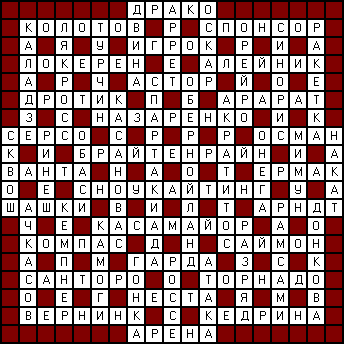 ДРАКО
КОЛОТОВ Р СПОНСОР
А Я У ИГРОК Р И А
ЛОКЕРЕН Е АЛЕЙНИК
А Р Ч АСТОР Й О Е
ДРОТИК П Б АРАРАТ
З С НАЗАРЕНКО И К
СЕРСО С Р Р Р ОСМАН
К И БРАЙТЕНРАЙН И А
ВАНТА Н А О Т ЕРМАК
О Е СНОУКАЙТИНГ У А
ШАШКИ В И Л Т АРНДТ
Ч Е КАСАМАЙОР А О
КОМПАС Д Н САЙМОН
А П М ГАРДА З С К
САНТОРО О ТОРНАДО
О Е Г НЕСТА Я М В
ВЕРНИНК С КЕДРИНА
АРЕНА